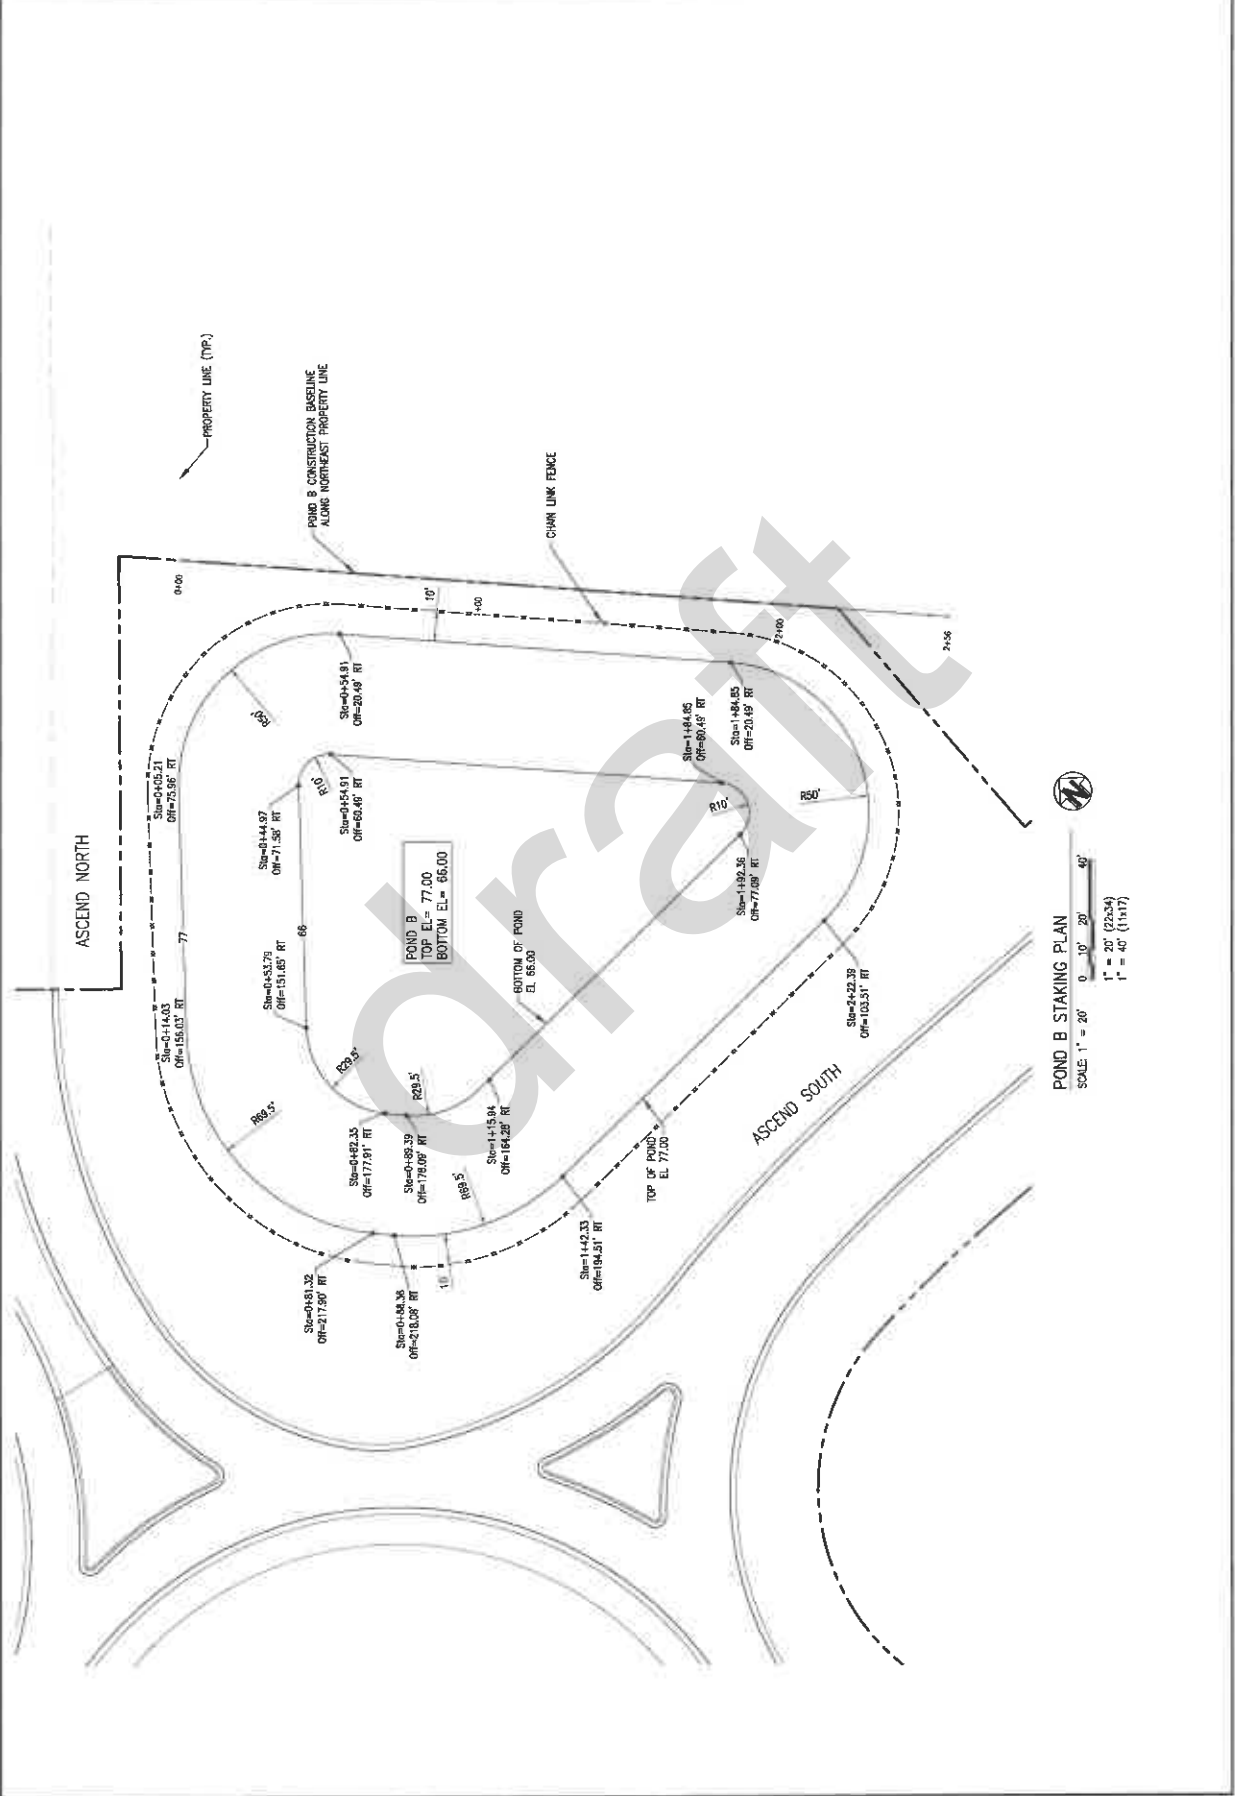 ASCEND NORTH
PROPERTY LINE (TYP.)
POND B CONSTRUCTION BASELINE
ALONG NORTHEAST PROPERTY LINE
CHAIN LINK FENCE
0+00
1+00
2+00
2+56
10'
R50'
Sta=0+54.91
Off=20.49' RT
Sta=0+05.21
Off=75.96' RT
77
Sta=0+14.03
Off=156.03' RT
R69.5'
Sta=0+44.97
Off=71.58' RT
R10'
Sta=0+54.91
Off=60.49' RT
66
Sta=0+53.79
Off=151.65' RT
R29.5'
POND B
TOP EL= 77.00
BOTTOM EL= 66.00
BOTTOM OF POND
EL 66.00
Sta=1+84.85
Off=60.49' RT
Sta=1+84.85
Off=20.49' RT
R10'
R50'
Sta=1+92.36
Off=77.09' RT
Sta=2+22.39
Off=103.51' RT
R29.5'
Sta=0+82.35
Off=177.91' RT
Sta=0+89.39
Off=178.09' RT
Sta=1+15.94
Off=164.28' RT
R69.5'
Sta=0+81.32
Off=217.90' RT
Sta=0+88.36
Off=218.08' RT
10
Sta=1+42.33
Off=194.51' RT
TOP OF POND
EL 77.00
ASCEND SOUTH
draft
N
POND B STAKING PLAN
SCALE: 1" = 20'
0 10' 20' 40'
1" = 20' (22x34)
1" = 40' (11x17)